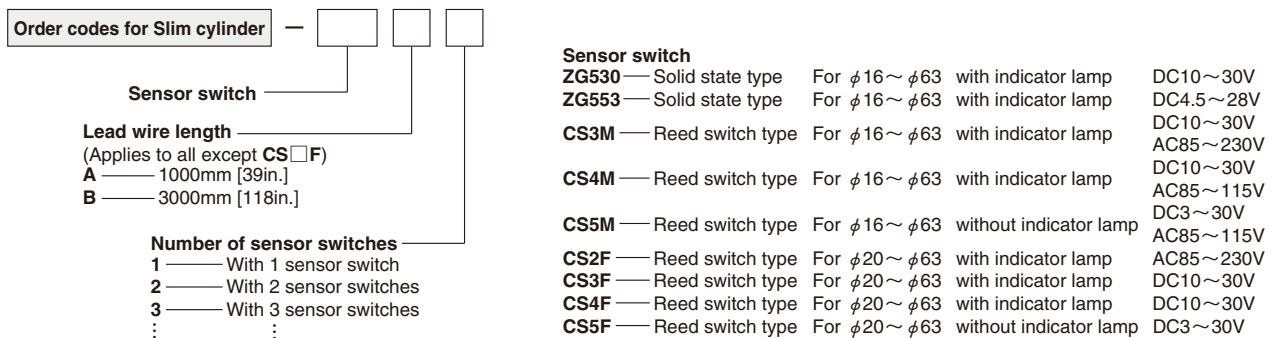 Order codes for Slim cylinder —
Sensor switch
Lead wire length
(Applies to all except CS□F)
A 1000mm [39in.]
B 3000mm [118in.]
Number of sensor switches
1 With 1 sensor switch
2 With 2 sensor switches
3 With 3 sensor switches
⋮ ⋮
Sensor switch
ZG530 Solid state type For φ16～φ63 with indicator lamp DC10～30V
ZG553 Solid state type For φ16～φ63 with indicator lamp DC4.5～28V
CS3M Reed switch type For φ16～φ63 with indicator lamp DC10～30V
AC85～230V
CS4M Reed switch type For φ16～φ63 with indicator lamp DC10～30V
AC85～115V
CS5M Reed switch type For φ16～φ63 without indicator lamp DC3～30V
AC85～115V
CS2F Reed switch type For φ20～φ63 with indicator lamp AC85～230V
CS3F Reed switch type For φ20～φ63 with indicator lamp DC10～30V
CS4F Reed switch type For φ20～φ63 with indicator lamp DC10～30V
CS5F Reed switch type For φ20～φ63 without indicator lamp DC3～30V